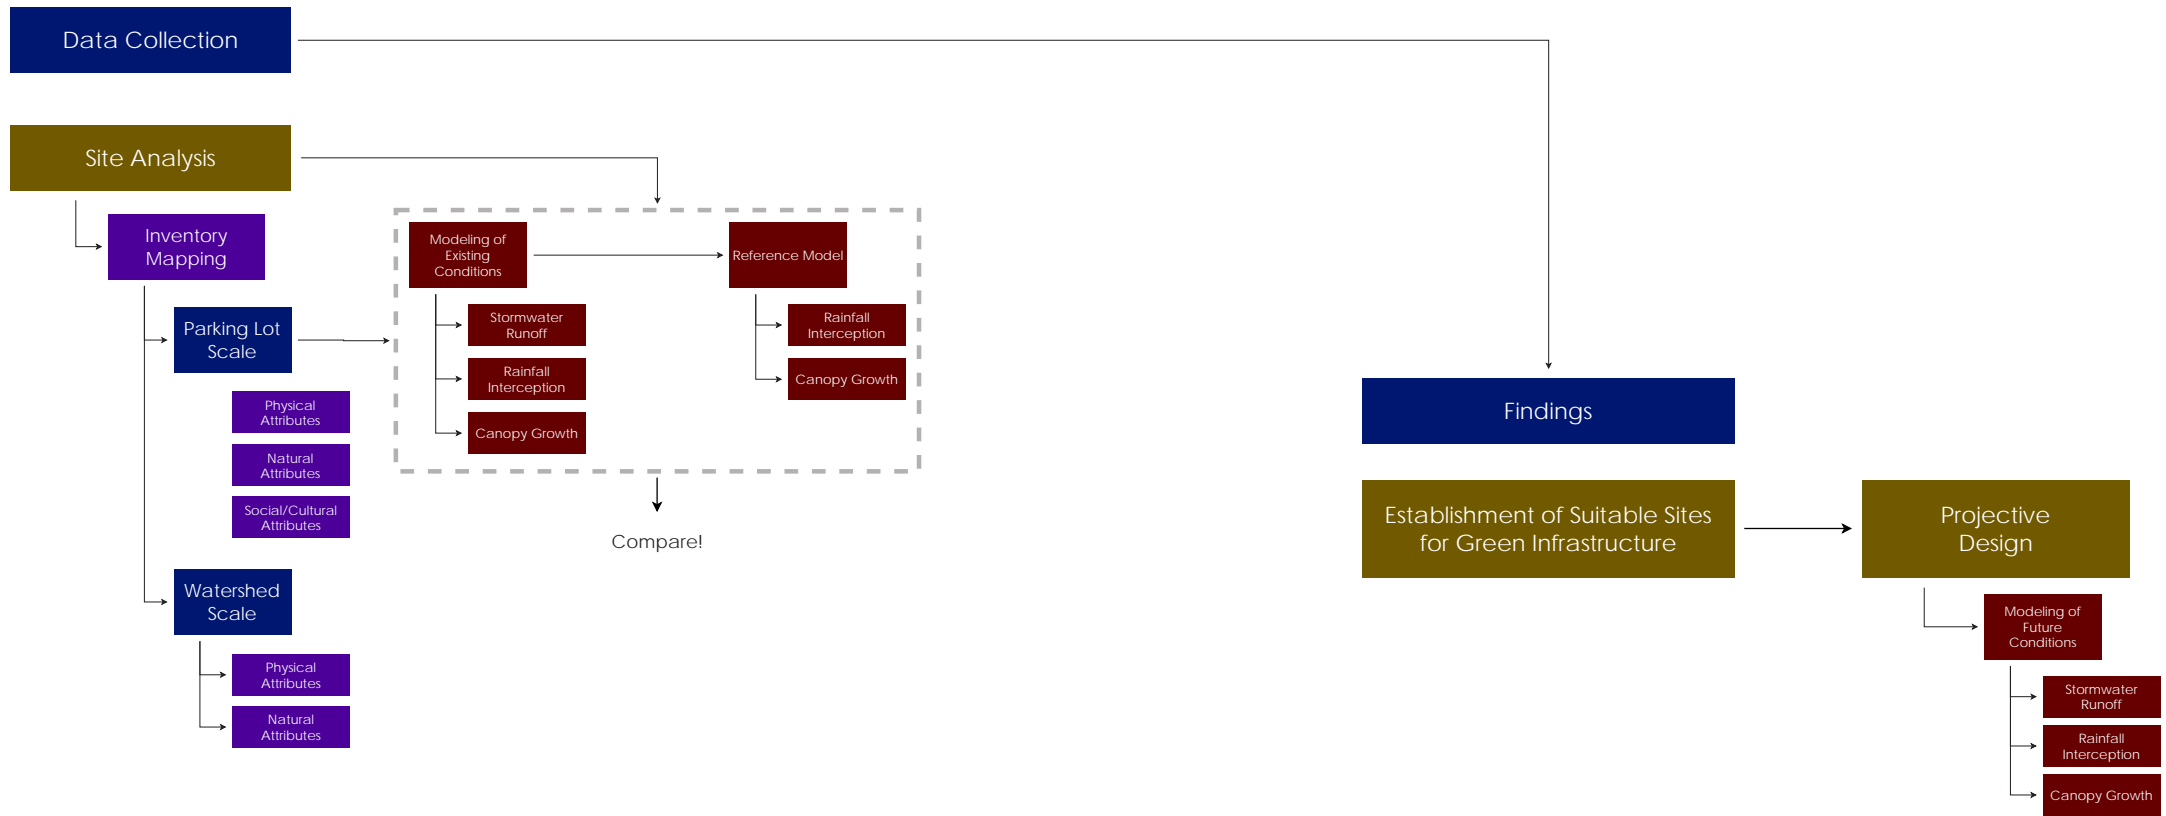 Data Collection
Site Analysis
Inventory
Mapping
Parking Lot
Scale
Physical
Attributes
Natural
Attributes
Social/Cultural
Attributes
Watershed
Scale
Physical
Attributes
Natural
Attributes
Modeling of
Existing
Conditions
Stormwater
Runoff
Rainfall
Interception
Canopy Growth
Reference Model
Rainfall
Interception
Canopy Growth
Compare!
Findings
Establishment of Suitable Sites
for Green Infrastructure
Projective
Design
Modeling of
Future
Conditions
Stormwater
Runoff
Rainfall
Interception
Canopy Growth